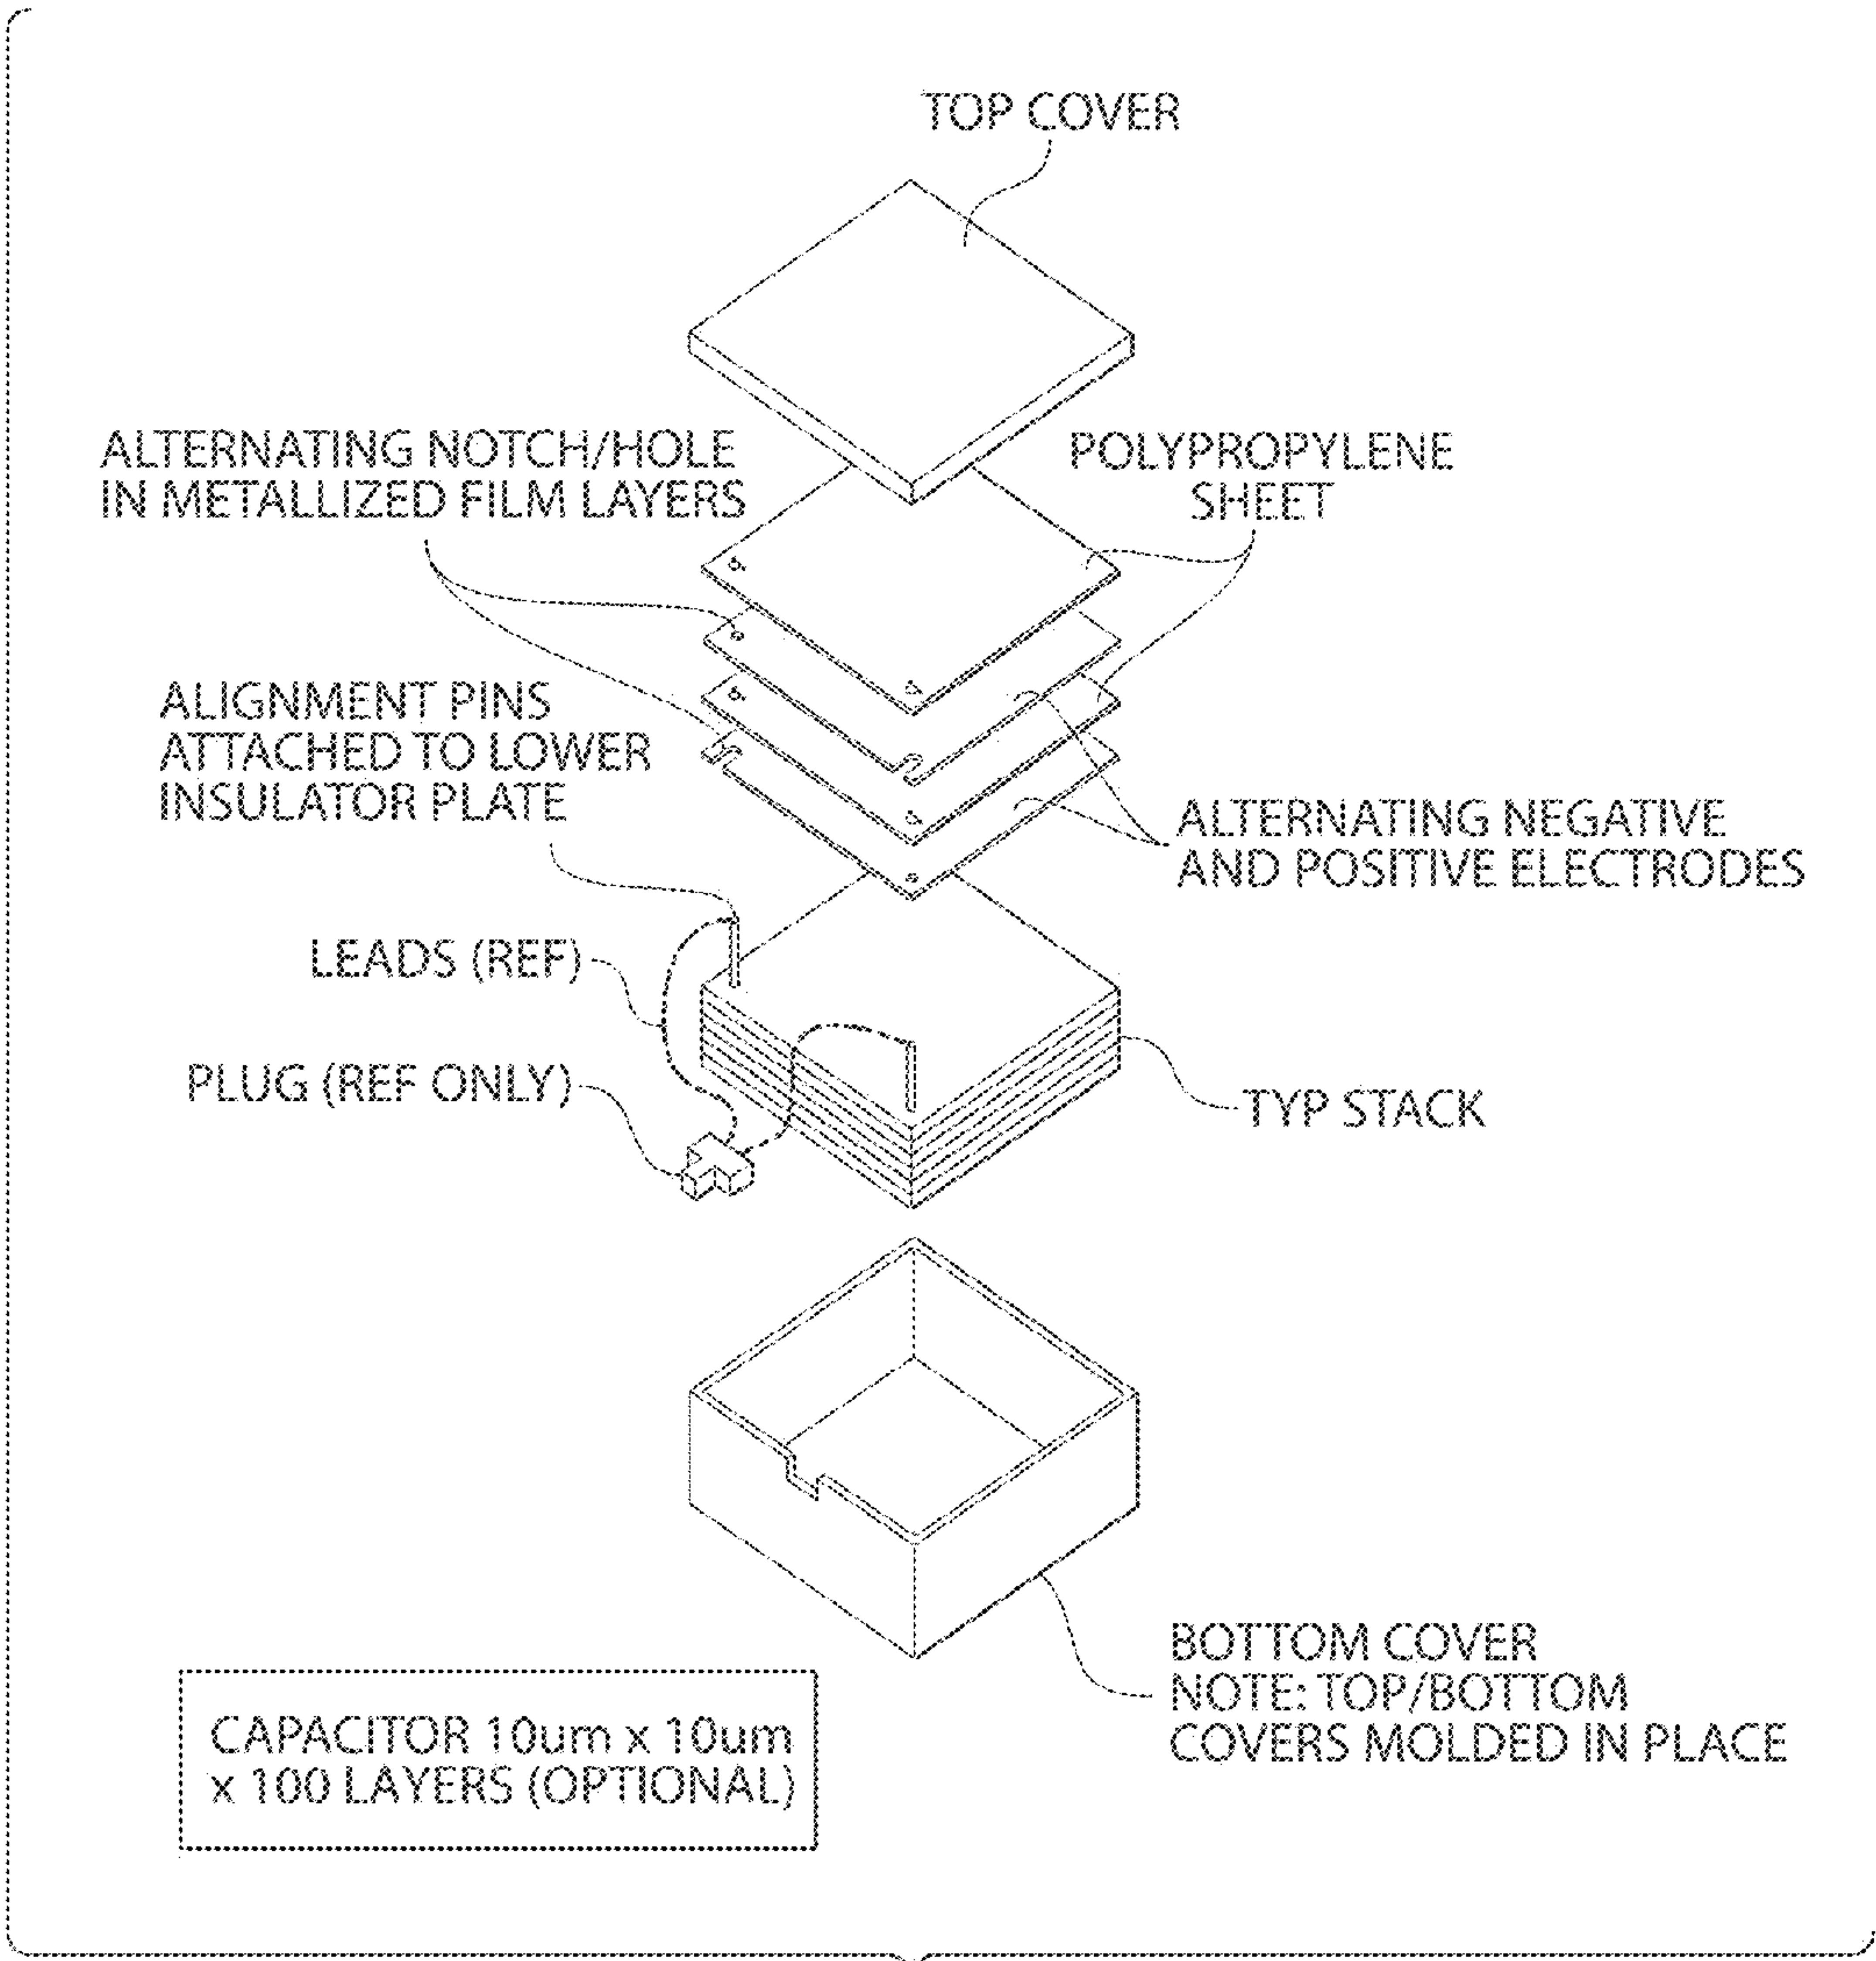 TOP COVER
ALTERNATING NOTCH/HOLE
IN METALLIZED FILM LAYERS
POLYPROPYLENE
SHEET
ALIGNMENT PINS
ATTACHED TO LOWER
INSULATOR PLATE
ALTERNATING NEGATIVE
AND POSITIVE ELECTRODES
LEADS (REF)
PLUG (REF ONLY)
TYP STACK
BOTTOM COVER
NOTE: TOP/BOTTOM
COVERS MOLDED IN PLACE
CAPACITOR 10um x 10um
x 100 LAYERS (OPTIONAL)